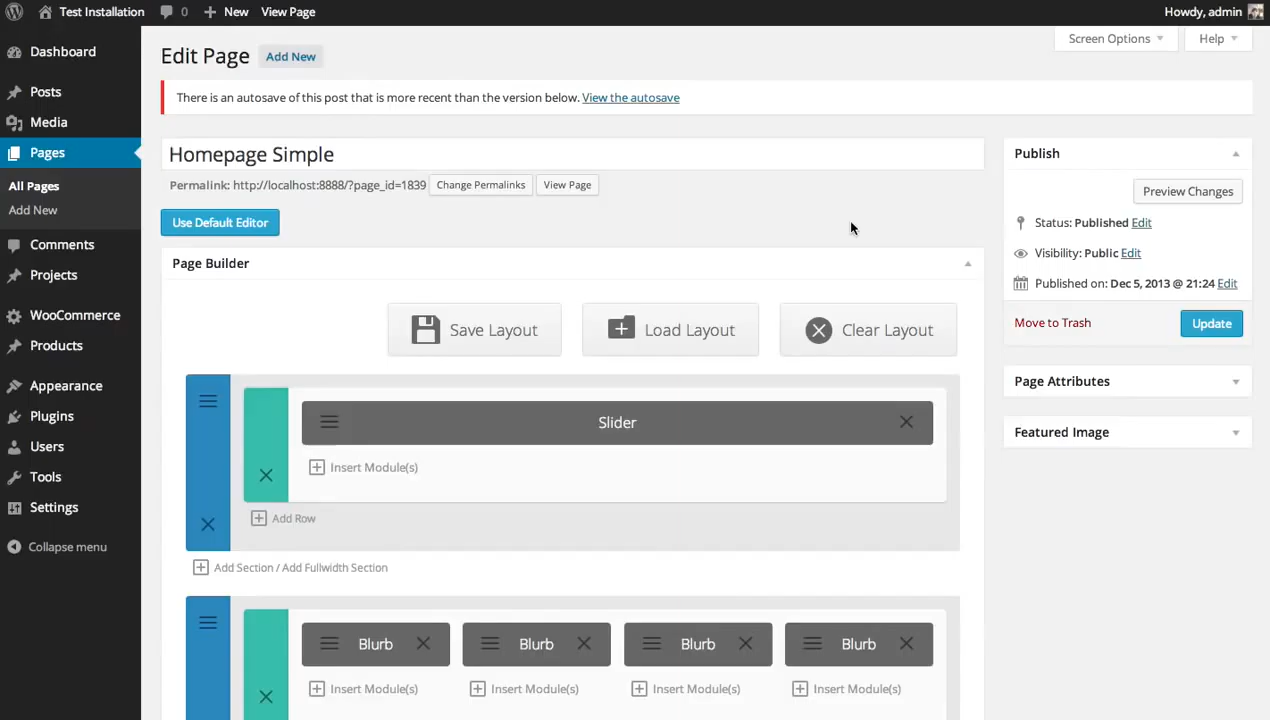 Test Installation
0
New
View Page
Howdy, admin
Dashboard
Posts
Media
Pages
All Pages
Add New
Comments
Projects
WooCommerce
Products
Appearance
Plugins
Users
Tools
Settings
Collapse menu
Screen Options
Help
Edit Page
Add New
There is an autosave of this post that is more recent than the version below. View the autosave
Homepage Simple
Permalink: http://localhost:8888/?page_id=1839
Change Permalinks
View Page
Use Default Editor
Page Builder
Save Layout
Load Layout
Clear Layout
Slider
Insert Module(s)
Add Row
Add Section / Add Fullwidth Section
Blurb
Blurb
Blurb
Blurb
Insert Module(s)
Insert Module(s)
Insert Module(s)
Insert Module(s)
Publish
Preview Changes
Status: Published Edit
Visibility: Public Edit
Published on: Dec 5, 2013 @ 21:24 Edit
Move to Trash
Update
Page Attributes
Featured Image